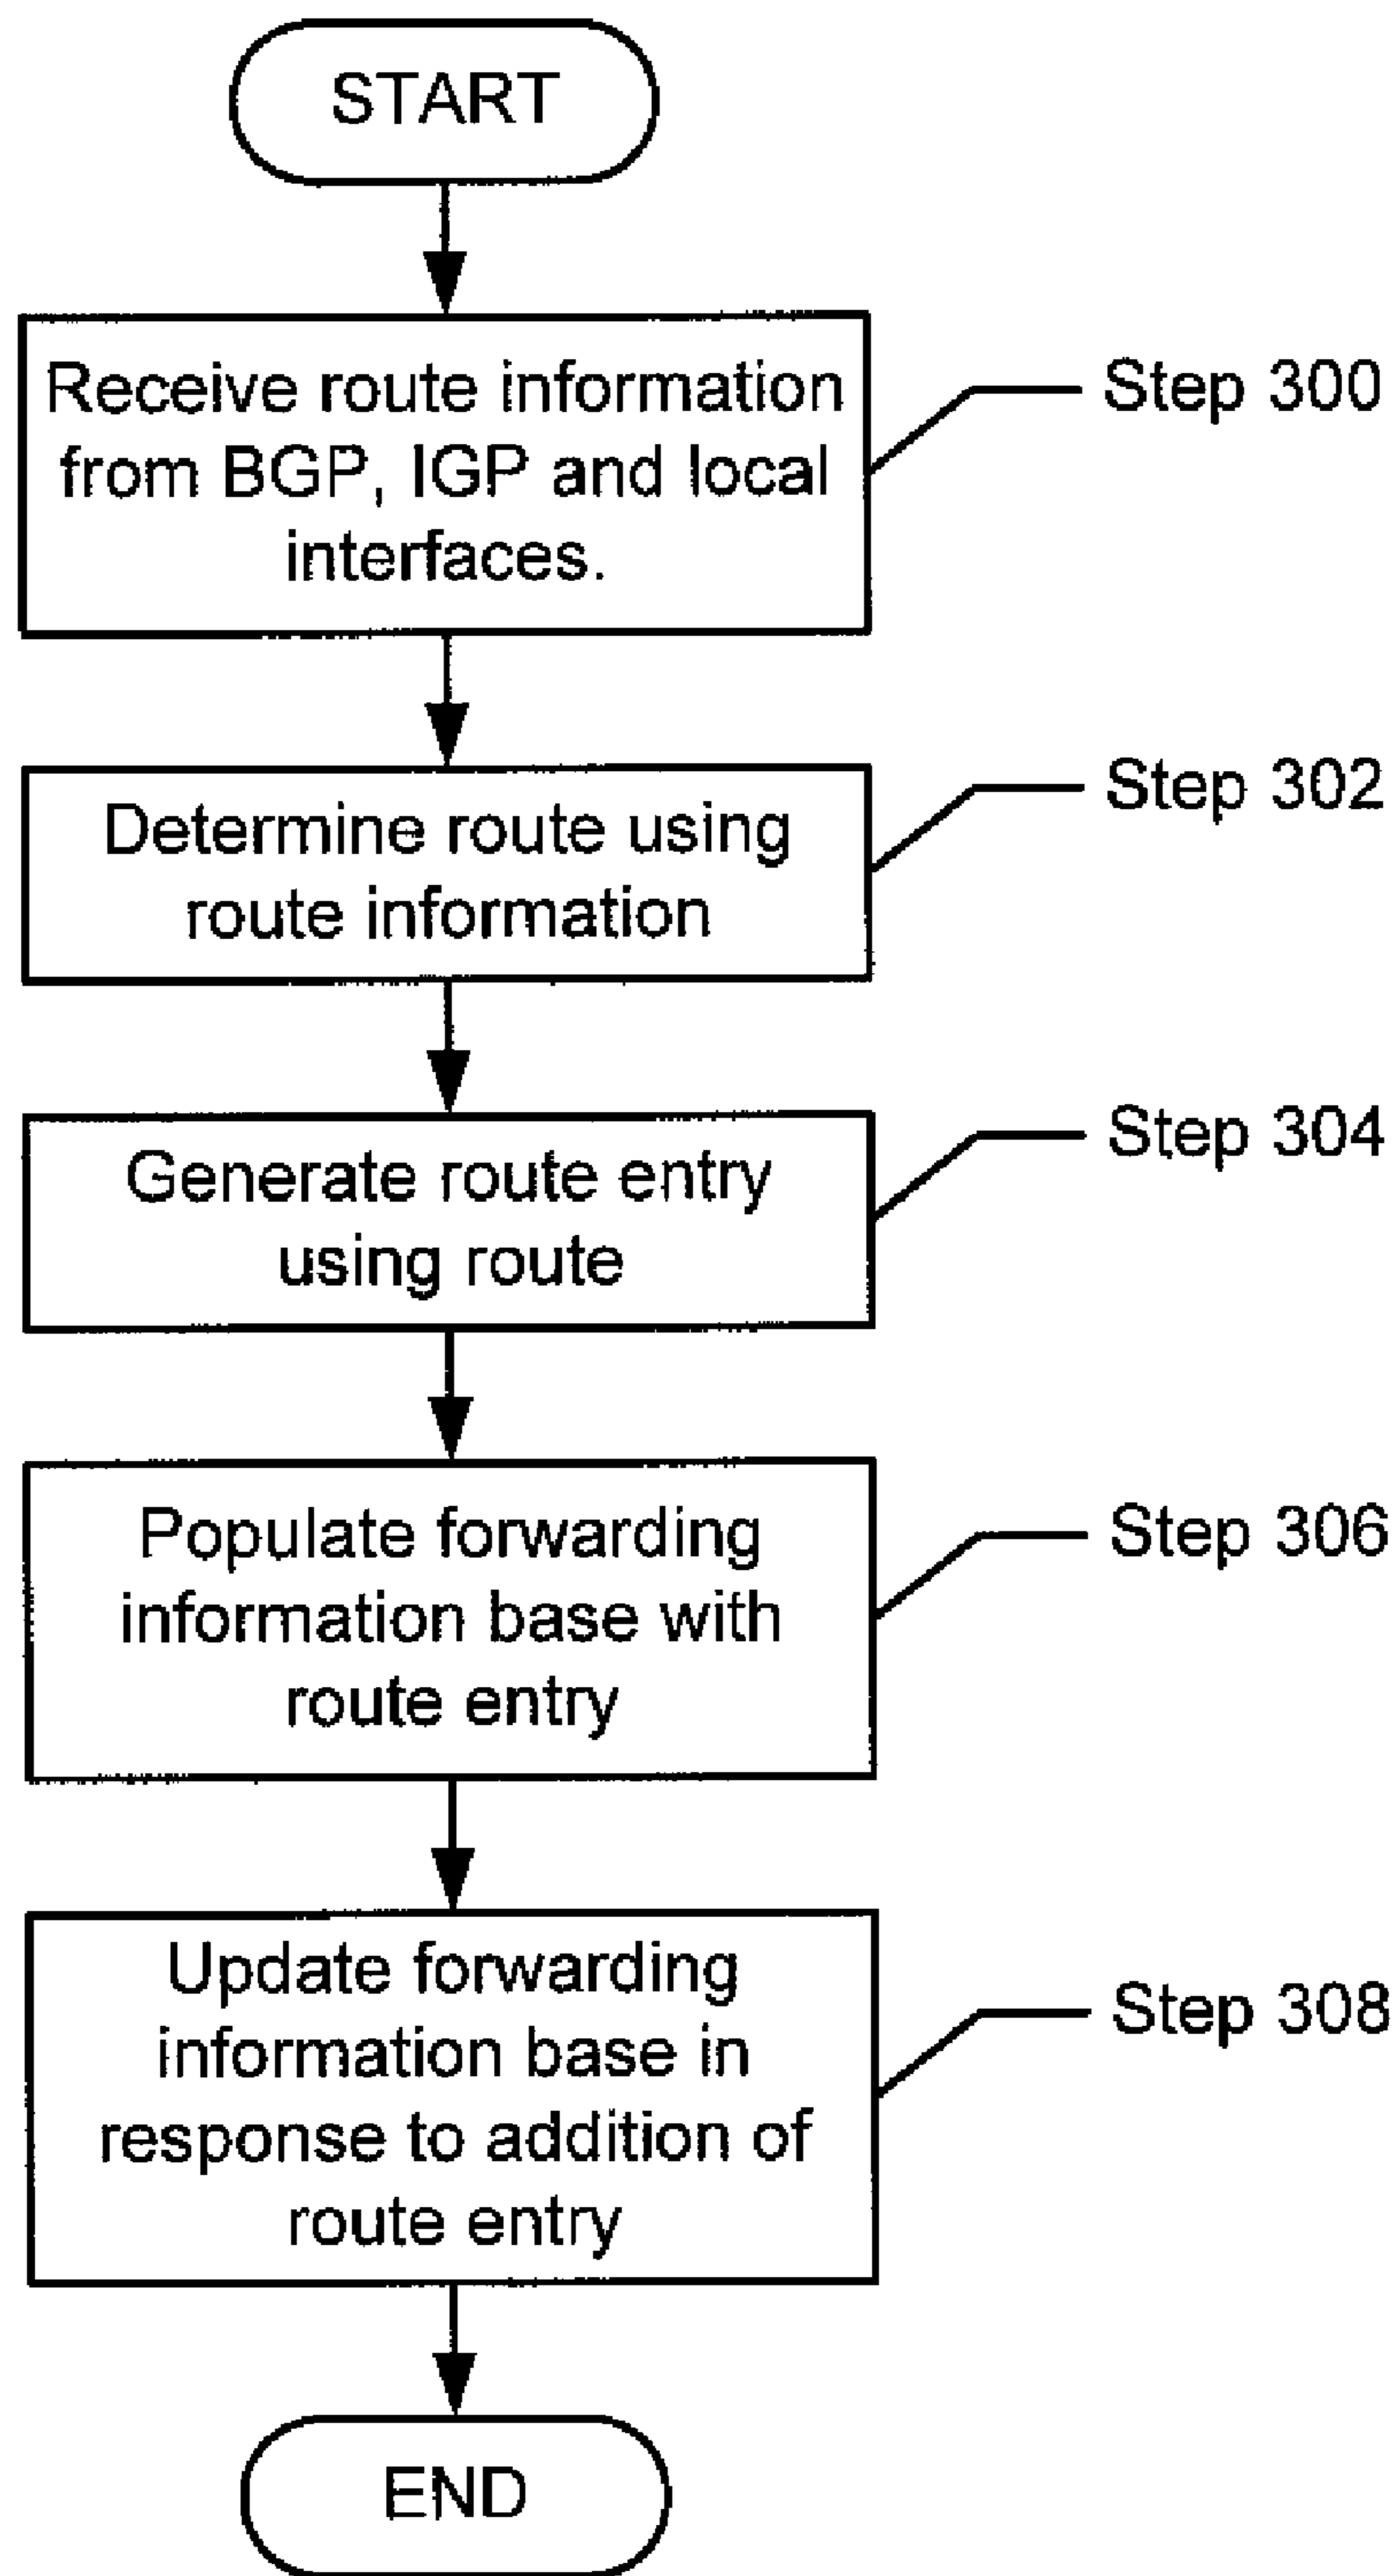 START
Receive route information
from BGP, IGP and local
interfaces.
Step 300
Determine route using
route information
Step 302
Generate route entry
using route
Step 304
Populate forwarding
information base with
route entry
Step 306
Update forwarding
information base in
response to addition of
route entry
Step 308
END